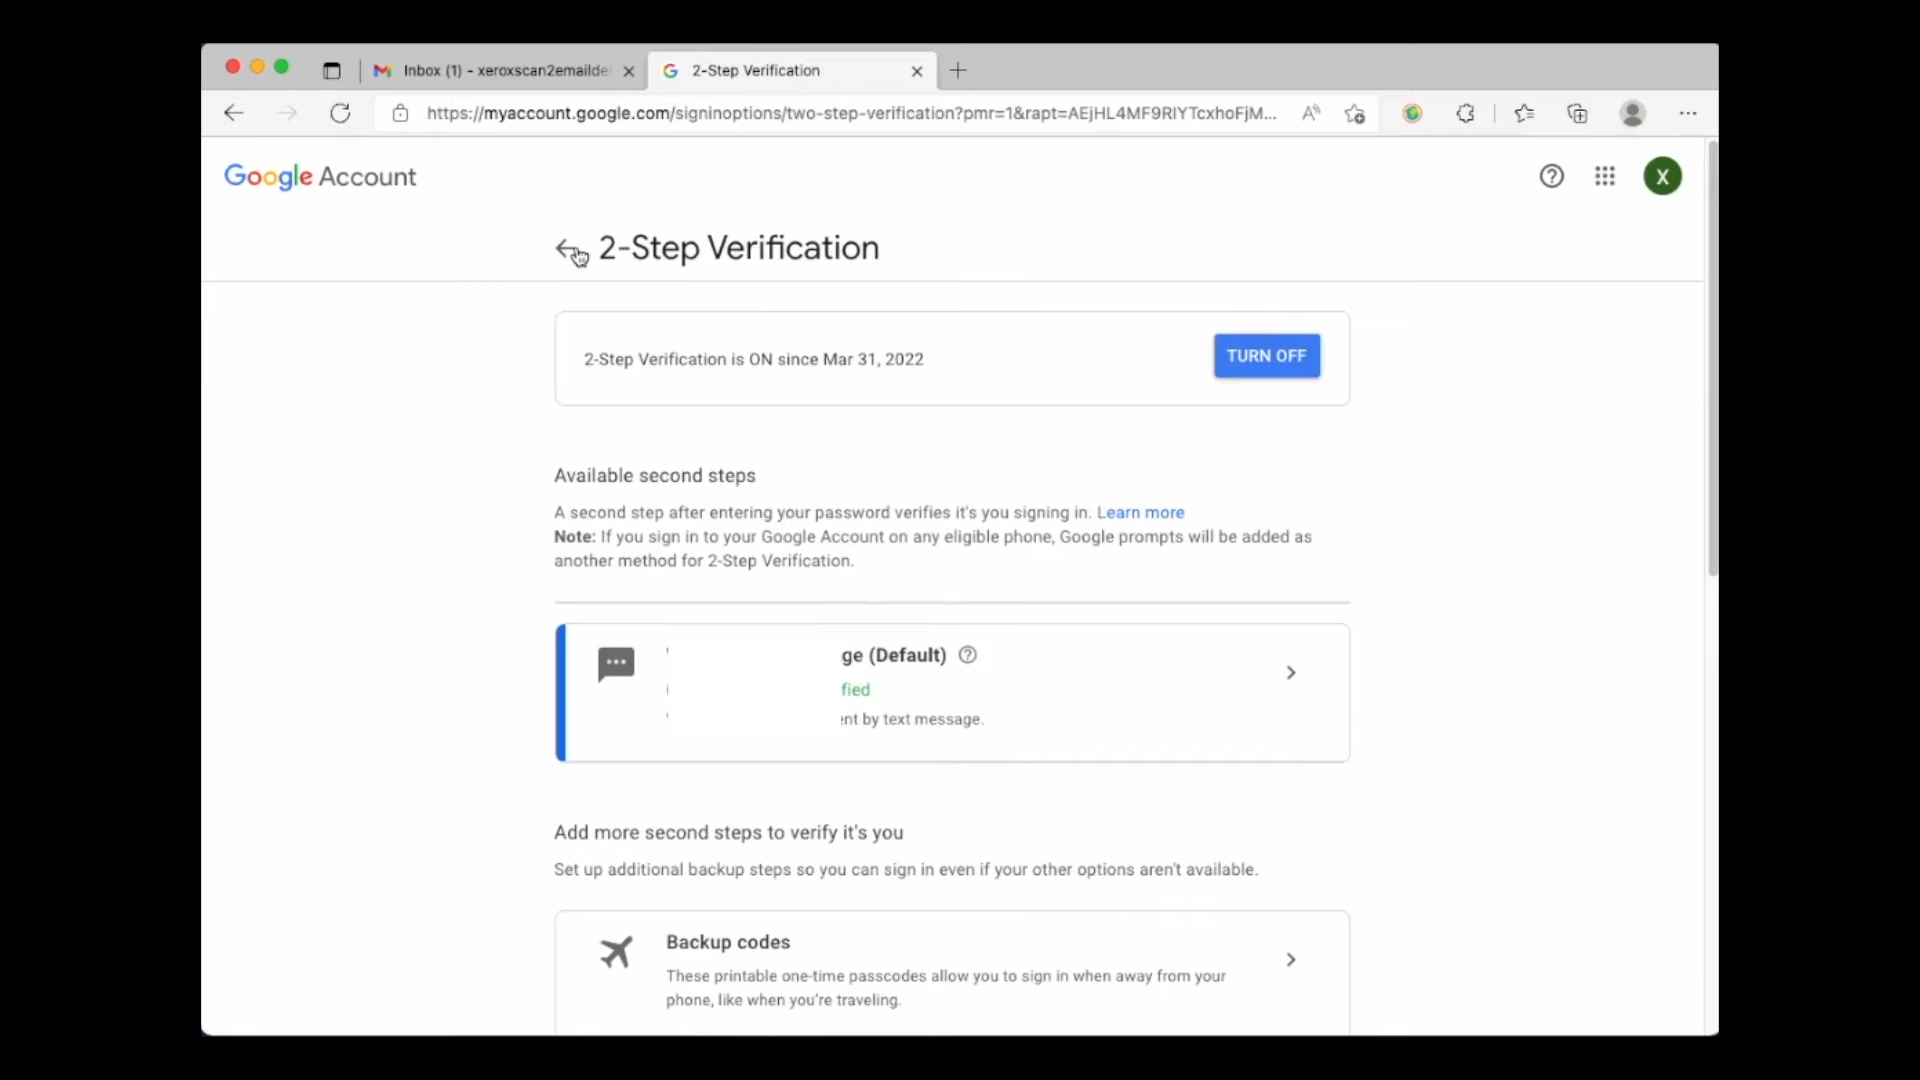 Inbox (1) - xeroxscan2emailde
2-Step Verification
https://myaccount.google.com/signinoptions/two-step-verification?pmr=1&rapt=AEjHL4MF9RIYTcxhoFjM...
Google Account
X
2-Step Verification
2-Step Verification is ON since Mar 31, 2022
TURN OFF
Available second steps
A second step after entering your password verifies it's you signing in. Learn more
Note: If you sign in to your Google Account on any eligible phone, Google prompts will be added as
another method for 2-Step Verification.
ge (Default)
fied
ent by text message.
Add more second steps to verify it's you
Set up additional backup steps so you can sign in even if your other options aren't available.
Backup codes
These printable one-time passcodes allow you to sign in when away from your
phone, like when you're traveling.